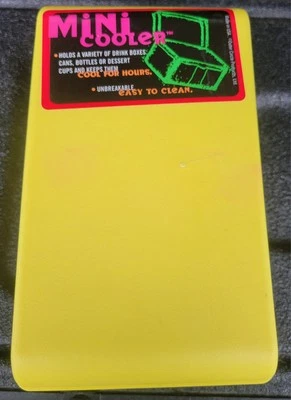 MiNi
COOLER™
• HOLDS A VARIETY OF DRINK BOXES,
CANS, BOTTLES OR DESSERT
CUPS AND KEEPS THEM
COOL FOR HOURS.
• UNBREAKABLE,
EASY TO CLEAN.